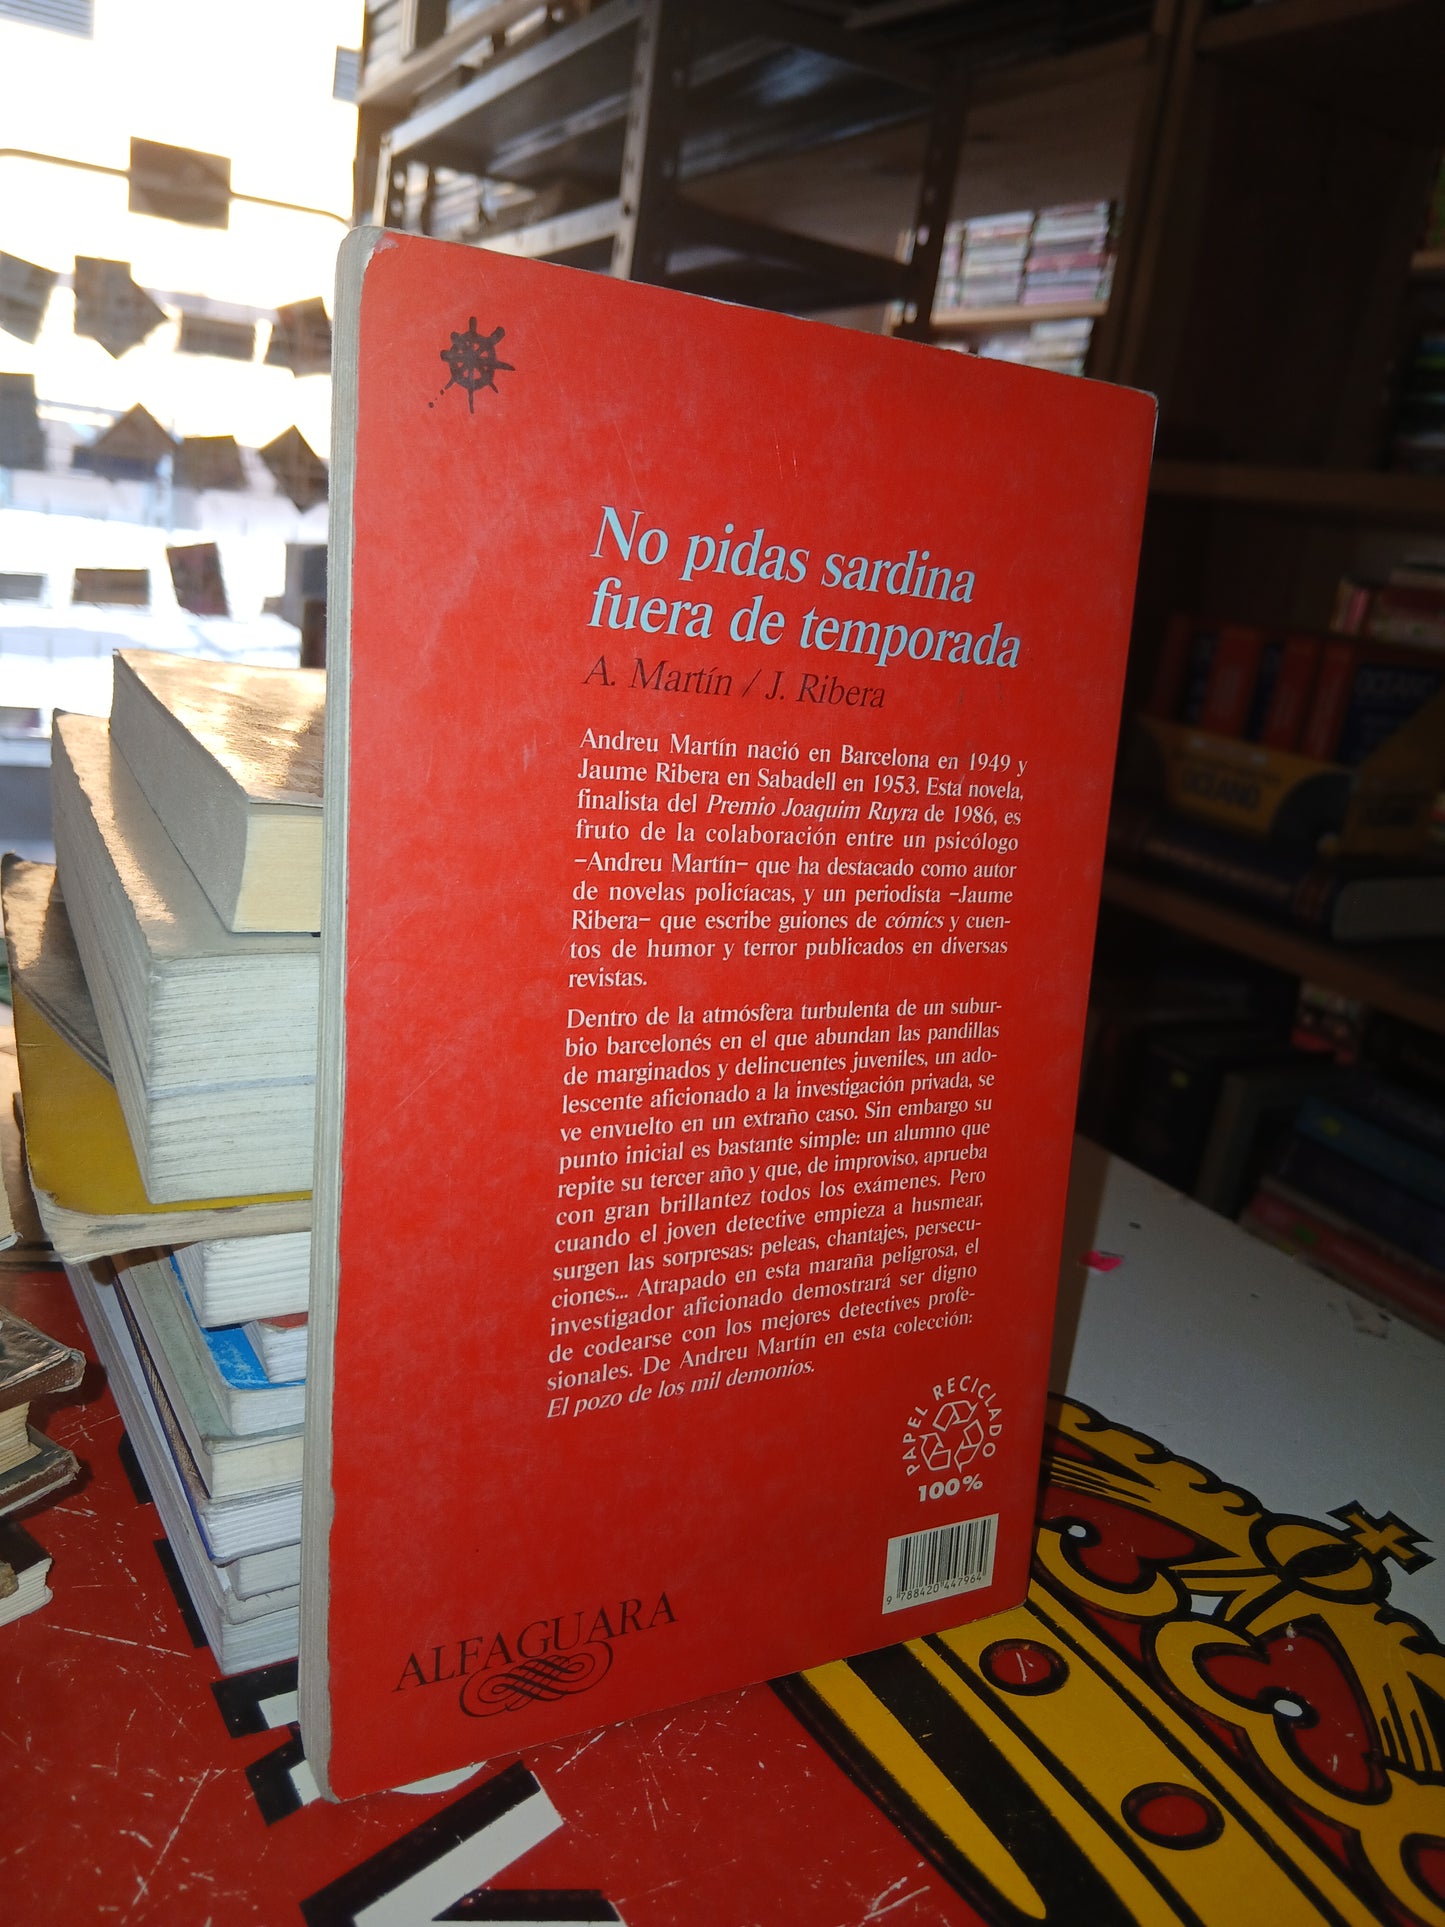 No pidas sardina
fuera de temporada
A. Martín / J. Ribera
Andreu Martín nació en Barcelona en 1949 y
Jaume Ribera en Sabadell en 1953. Esta novela,
finalista del Premio Joaquim Ruyra de 1986, es
fruto de la colaboración entre un psicólogo
–Andreu Martín– que ha destacado como autor
de novelas policíacas, y un periodista –Jaume
Ribera– que escribe guiones de cómics y cuen-
tos de humor y terror publicados en diversas
revistas.
Dentro de la atmósfera turbulenta de un subur-
bio barcelonés en el que abundan las pandillas
de marginados y delincuentes juveniles, un ado-
lescente aficionado a la investigación privada, se
ve envuelto en un extraño caso. Sin embargo su
punto inicial es bastante simple: un alumno que
repite su tercer año y que, de improviso, aprueba
con gran brillantez todos los exámenes. Pero
cuando el joven detective empieza a husmear,
surgen las sorpresas: peleas, chantajes, persecu-
ciones... Atrapado en esta maraña peligrosa, el
investigador aficionado demostrará ser digno
de codearse con los mejores detectives profe-
sionales. De Andreu Martín en esta colección:
El pozo de los mil demonios.
PAPEL RECICLADO
100%
9 788420 447964
ALFAGUARA
OCEANO
OCEANO